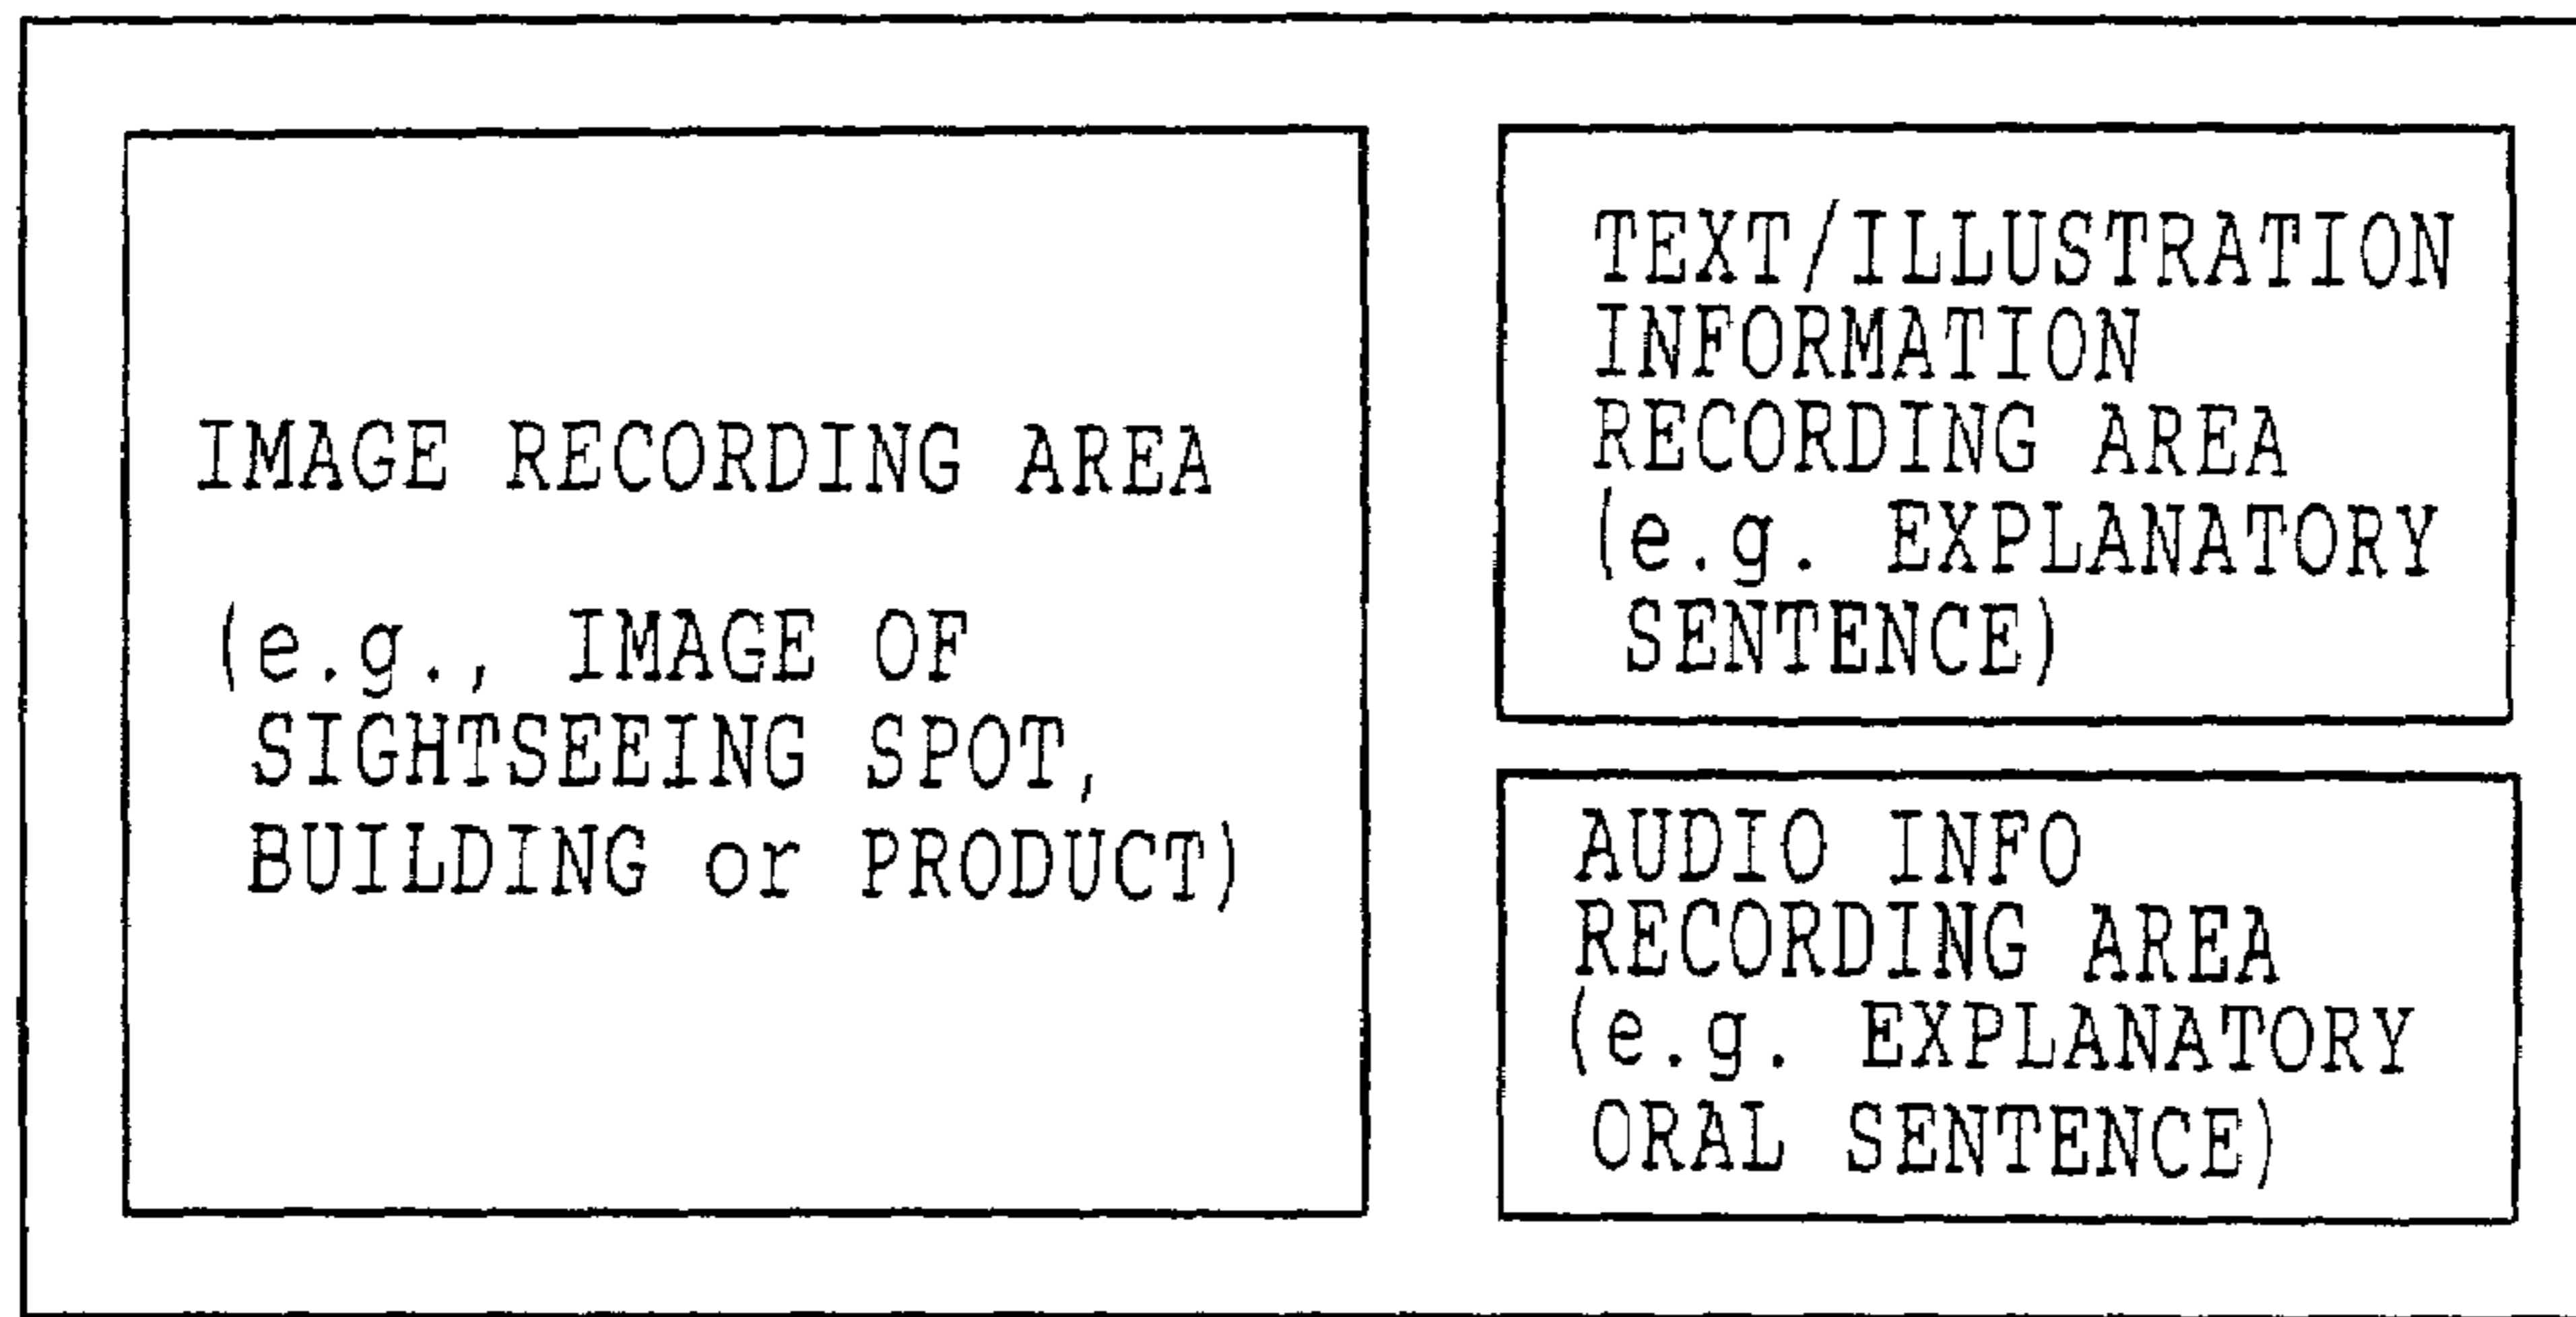 IMAGE RECORDING AREA
(e.g., IMAGE OF
SIGHTSEEING SPOT,
BUILDING or PRODUCT)
TEXT/ILLUSTRATION
INFORMATION
RECORDING AREA
(e.g. EXPLANATORY
SENTENCE)
AUDIO INFO
RECORDING AREA
(e.g. EXPLANATORY
ORAL SENTENCE)